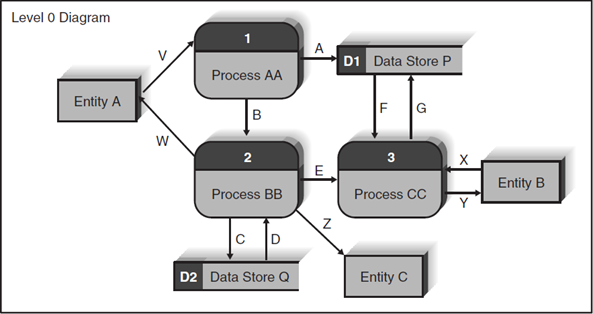 Level 0 Diagram
1
Process AA
A
D1 Data Store P
V
Entity A
B
F
G
W
2
Process BB
E
3
Process CC
X
Entity B
Y
Z
C
D
D2 Data Store Q
Entity C